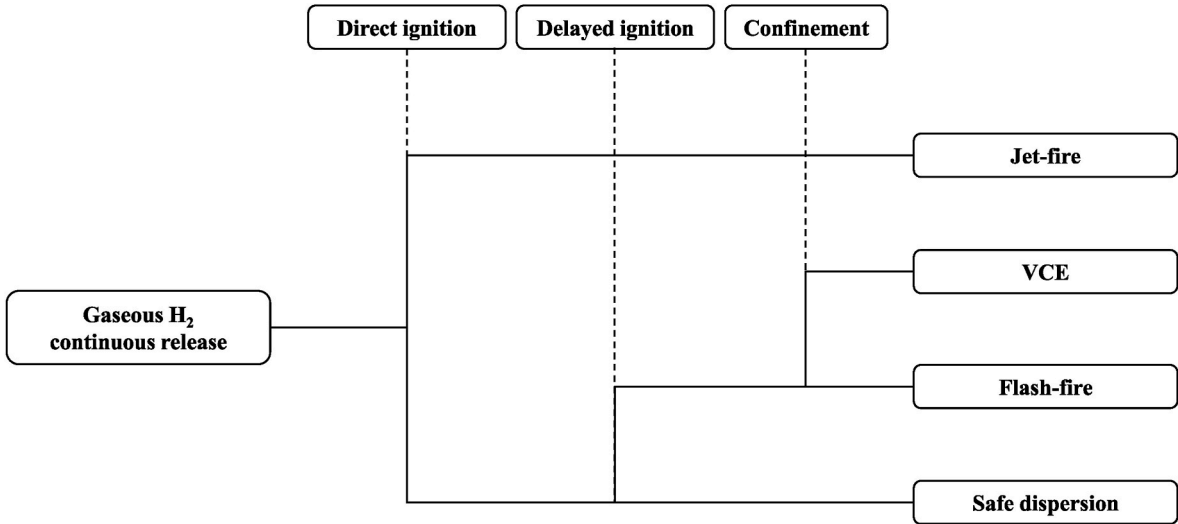 Direct ignition
Delayed ignition
Confinement
Jet-fire
VCE
Gaseous H₂
continuous release
Flash-fire
Safe dispersion